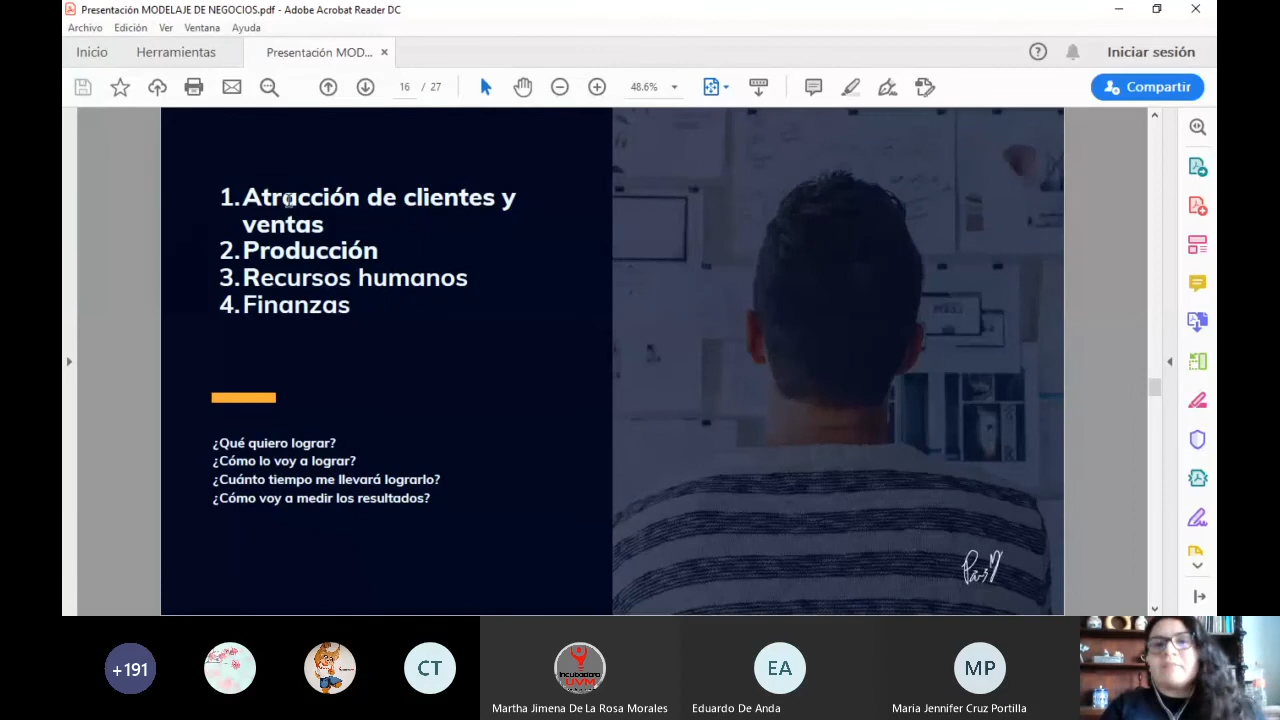 Presentación MODELAJE DE NEGOCIOS.pdf - Adobe Acrobat Reader DC
Archivo Edición Ver Ventana Ayuda
Inicio Herramientas Presentación MOD... Iniciar sesión
16 / 27 48.6% Compartir
1. Atracción de clientes y
ventas
2. Producción
3. Recursos humanos
4. Finanzas
¿Qué quiero lograr?
¿Cómo lo voy a lograr?
¿Cuánto tiempo me llevará lograrlo?
¿Cómo voy a medir los resultados?
+191 CT EA MP
incubadora
UVM
Martha Jimena De La Rosa Morales Eduardo De Anda Maria Jennifer Cruz Portilla